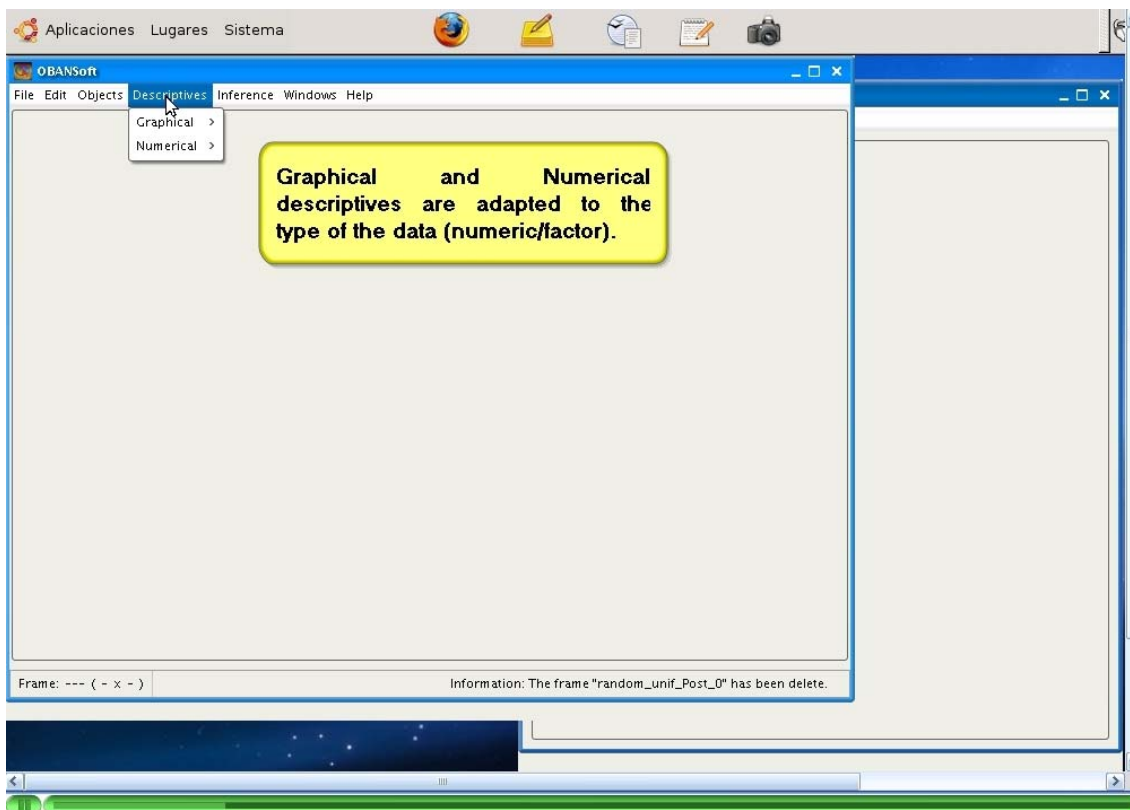 Aplicaciones Lugares Sistema
OBANSoft
File Edit Objects Descriptives Inference Windows Help
Graphical >
Numerical >
Graphical and Numerical
descriptives are adapted to the
type of the data (numeric/factor).
Frame: --- ( - x - )
Information: The frame "random_unif_Post_0" has been delete.